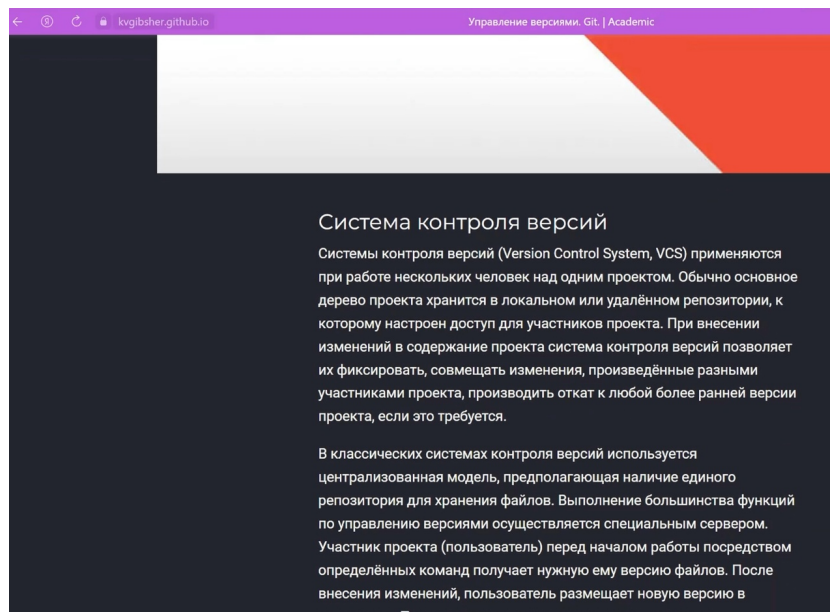 kvgibsher.github.io
Управление версиями. Git. | Academic
Система контроля версий
Системы контроля версий (Version Control System, VCS) применяются
при работе нескольких человек над одним проектом. Обычно основное
дерево проекта хранится в локальном или удалённом репозитории, к
которому настроен доступ для участников проекта. При внесении
изменений в содержание проекта система контроля версий позволяет
их фиксировать, совмещать изменения, произведённые разными
участниками проекта, производить откат к любой более ранней версии
проекта, если это требуется.
В классических системах контроля версий используется
централизованная модель, предполагающая наличие единого
репозитория для хранения файлов. Выполнение большинства функций
по управлению версиями осуществляется специальным сервером.
Участник проекта (пользователь) перед началом работы посредством
определённых команд получает нужную ему версию файлов. После
внесения изменений, пользователь размещает новую версию в